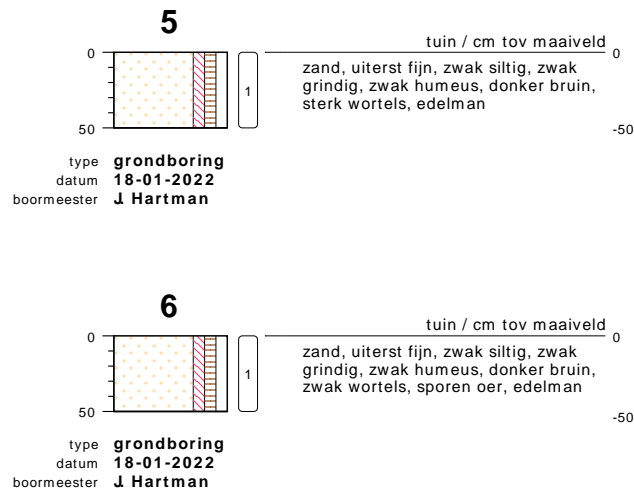 5
tuin / cm tov maaiveld
0 0
zand, uiterst fijn, zwak siltig, zwak
grindig, zwak humeus, donker bruin,
sterk wortels, edelman
1
50 -50
type grondboring
datum 18-01-2022
boormeester J. Hartman
6
tuin / cm tov maaiveld
0 0
zand, uiterst fijn, zwak siltig, zwak
grindig, zwak humeus, donker bruin,
zwak wortels, sporen oer, edelman
1
50 -50
type grondboring
datum 18-01-2022
boormeester J. Hartman